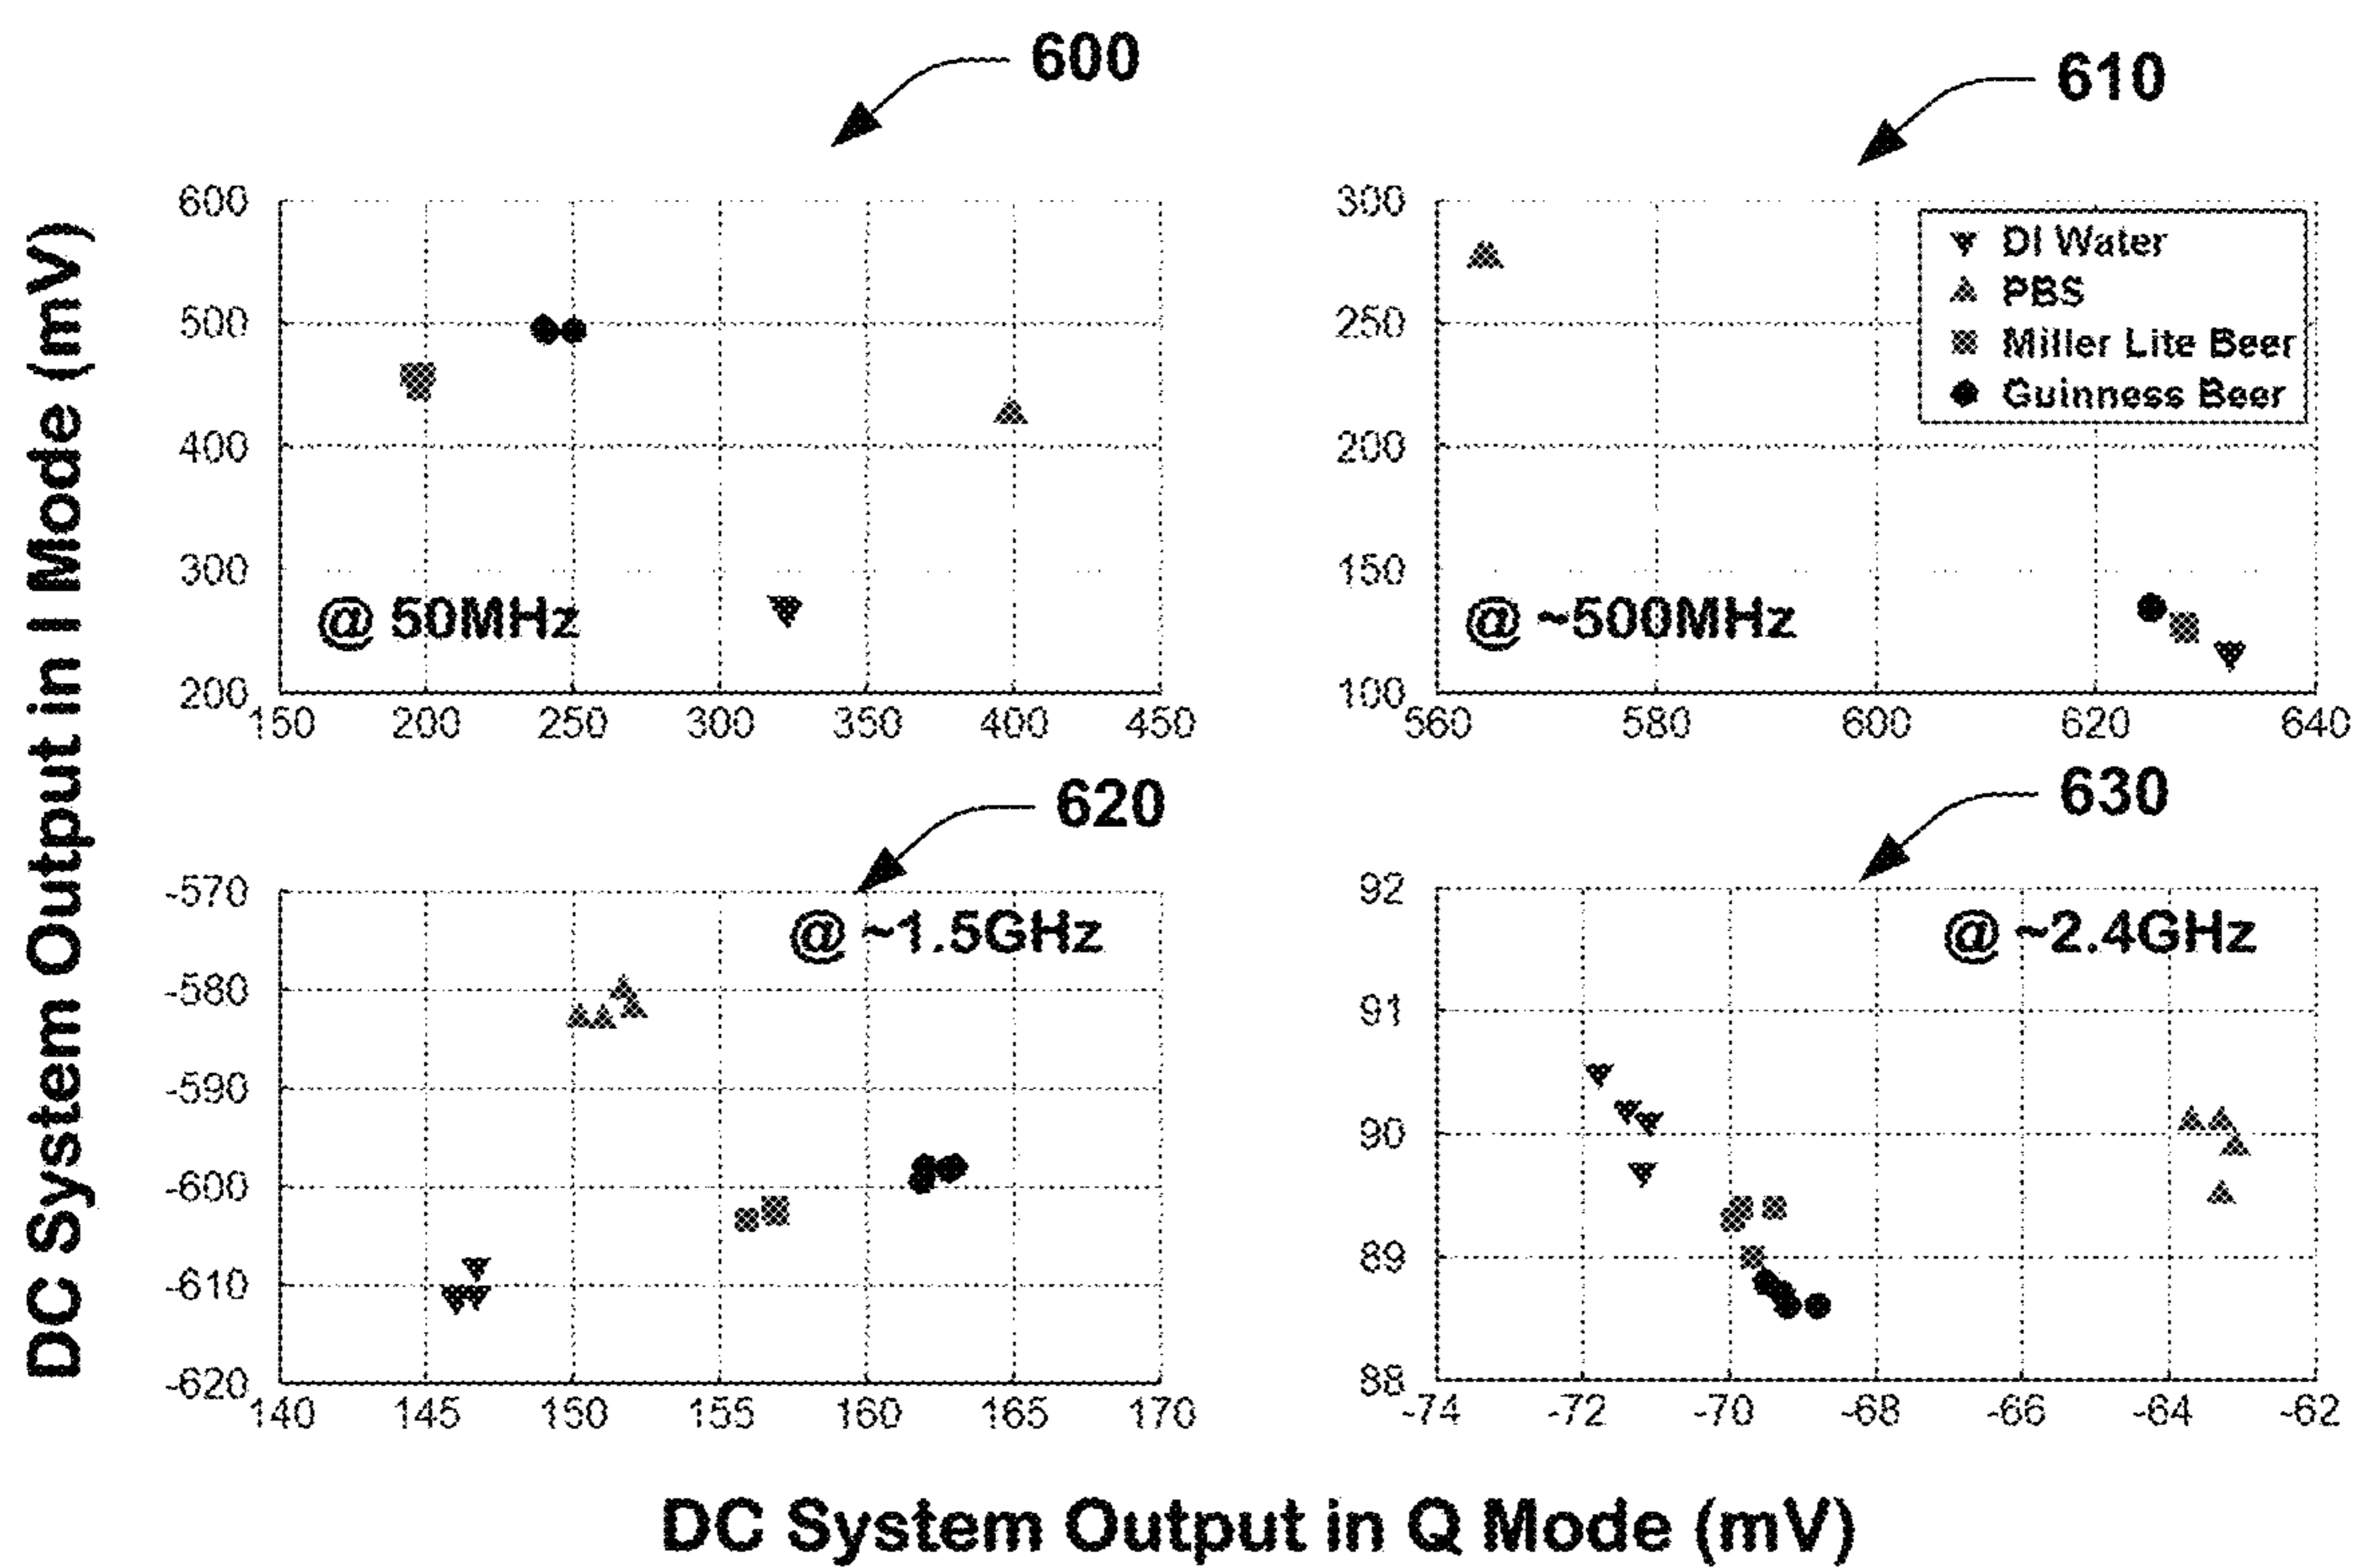 600
610
DC System Output in I Mode (mV)
600
500
400
300
200
150 200 250 300 350 400 450
@ 50MHz
300
250
200
150
100
560 580 600 620 640
@ ~500MHz
DI Water
PBS
Miller Lite Beer
Guinness Beer
620
630
-570
-580
-590
-600
-610
-620
140 145 150 155 160 165 170
@ ~1.5GHz
92
91
90
89
88
-74 -72 -70 -68 -66 -64 -62
@ ~2.4GHz
DC System Output in Q Mode (mV)